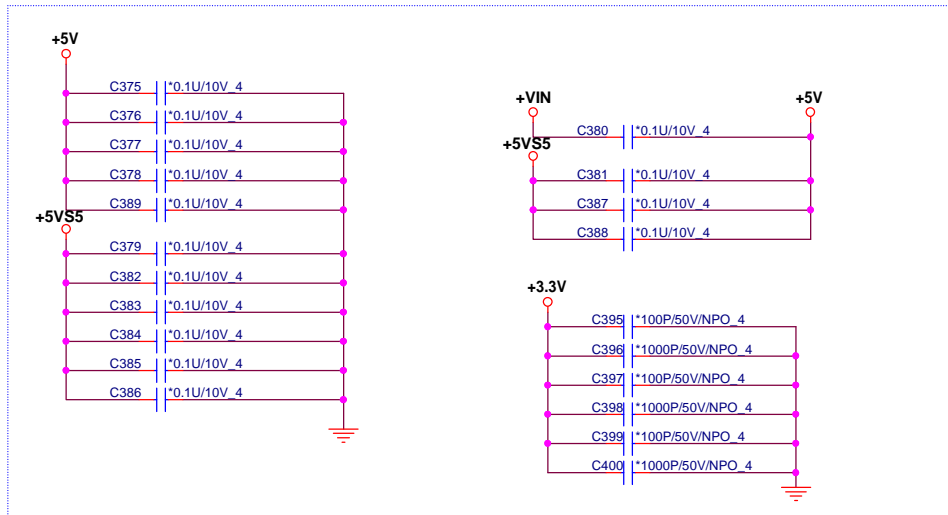 +5V
C375 *0.1U/10V_4
C376 *0.1U/10V_4
C377 *0.1U/10V_4
C378 *0.1U/10V_4
C389 *0.1U/10V_4
+5VS5
C379 *0.1U/10V_4
C382 *0.1U/10V_4
C383 *0.1U/10V_4
C384 *0.1U/10V_4
C385 *0.1U/10V_4
C386 *0.1U/10V_4
+VIN +5V
C380 *0.1U/10V_4
+5VS5
C381 *0.1U/10V_4
C387 *0.1U/10V_4
C388 *0.1U/10V_4
+3.3V
C395 *100P/50V/NPO_4
C396 *1000P/50V/NPO_4
C397 *100P/50V/NPO_4
C398 *1000P/50V/NPO_4
C399 *100P/50V/NPO_4
C400 *1000P/50V/NPO_4